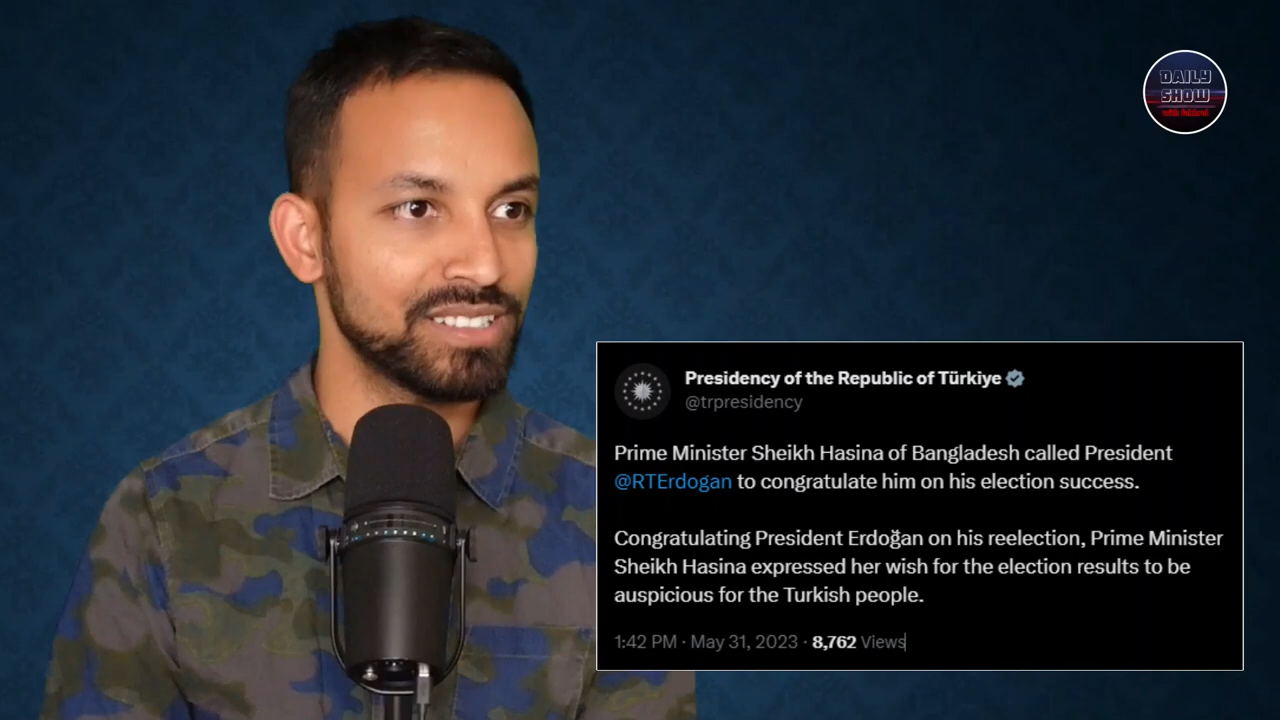 DAILY
SHOW
Presidency of the Republic of Türkiye
@trpresidency
Prime Minister Sheikh Hasina of Bangladesh called President
@RTErdogan to congratulate him on his election success.
Congratulating President Erdoğan on his reelection, Prime Minister
Sheikh Hasina expressed her wish for the election results to be
auspicious for the Turkish people.
1:42 PM · May 31, 2023 · 8,762 Views